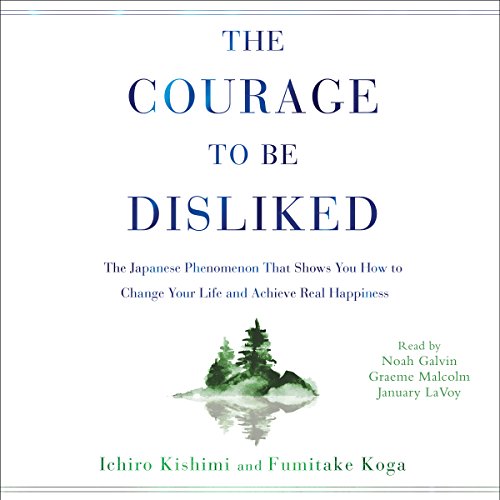 THE
COURAGE
TO BE
DISLIKED
The Japanese Phenomenon That Shows You How to
Change Your Life and Achieve Real Happiness
Read by
Noah Galvin
Graeme Malcolm
January LaVoy
Ichiro Kishimi and Fumitake Koga